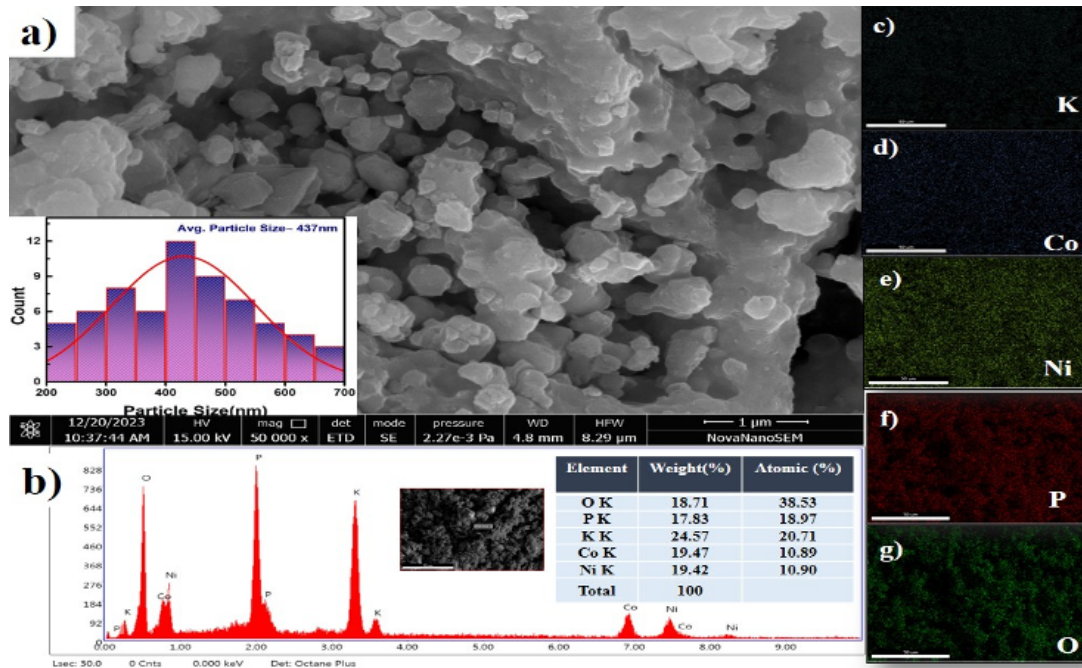 a)
Avg. Particle Size– 437nm
12
9
6
3
0
Count
200 300 400 500 600 700
Particle Size(nm)
12/20/2023 HV mag det mode pressure WD HFW
10:37:44 AM 15.00 kV 50 000 x ETD SE 2.27e-3 Pa 4.8 mm 8.29 µm
1 µm
NovaNanoSEM
b)
828
736
644
552
460
368
276
184
92
0
P K O Co Ni P P K K Co Ni Co Ni
0.00 1.00 2.00 3.00 4.00 5.00 6.00 7.00 8.00 9.00
Lsec: 30.0 0 Cnts 0.000 keV Det: Octane Plus
Element Weight(%) Atomic (%)
O K 18.71 38.53
P K 17.83 18.97
K K 24.57 20.71
Co K 19.47 10.89
Ni K 19.42 10.90
Total 100
c)
K
d)
Co
e)
Ni
f)
P
g)
O